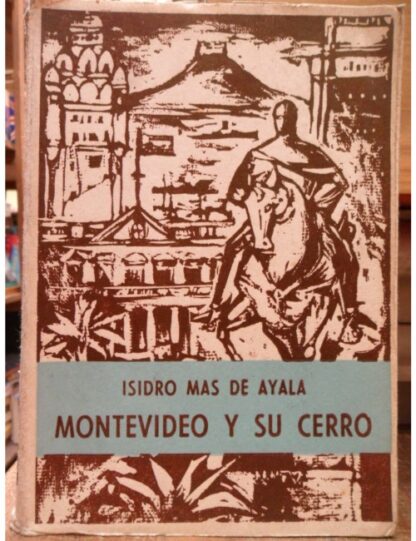 ISIDRO MAS DE AYALA
MONTEVIDEO Y SU CERRO